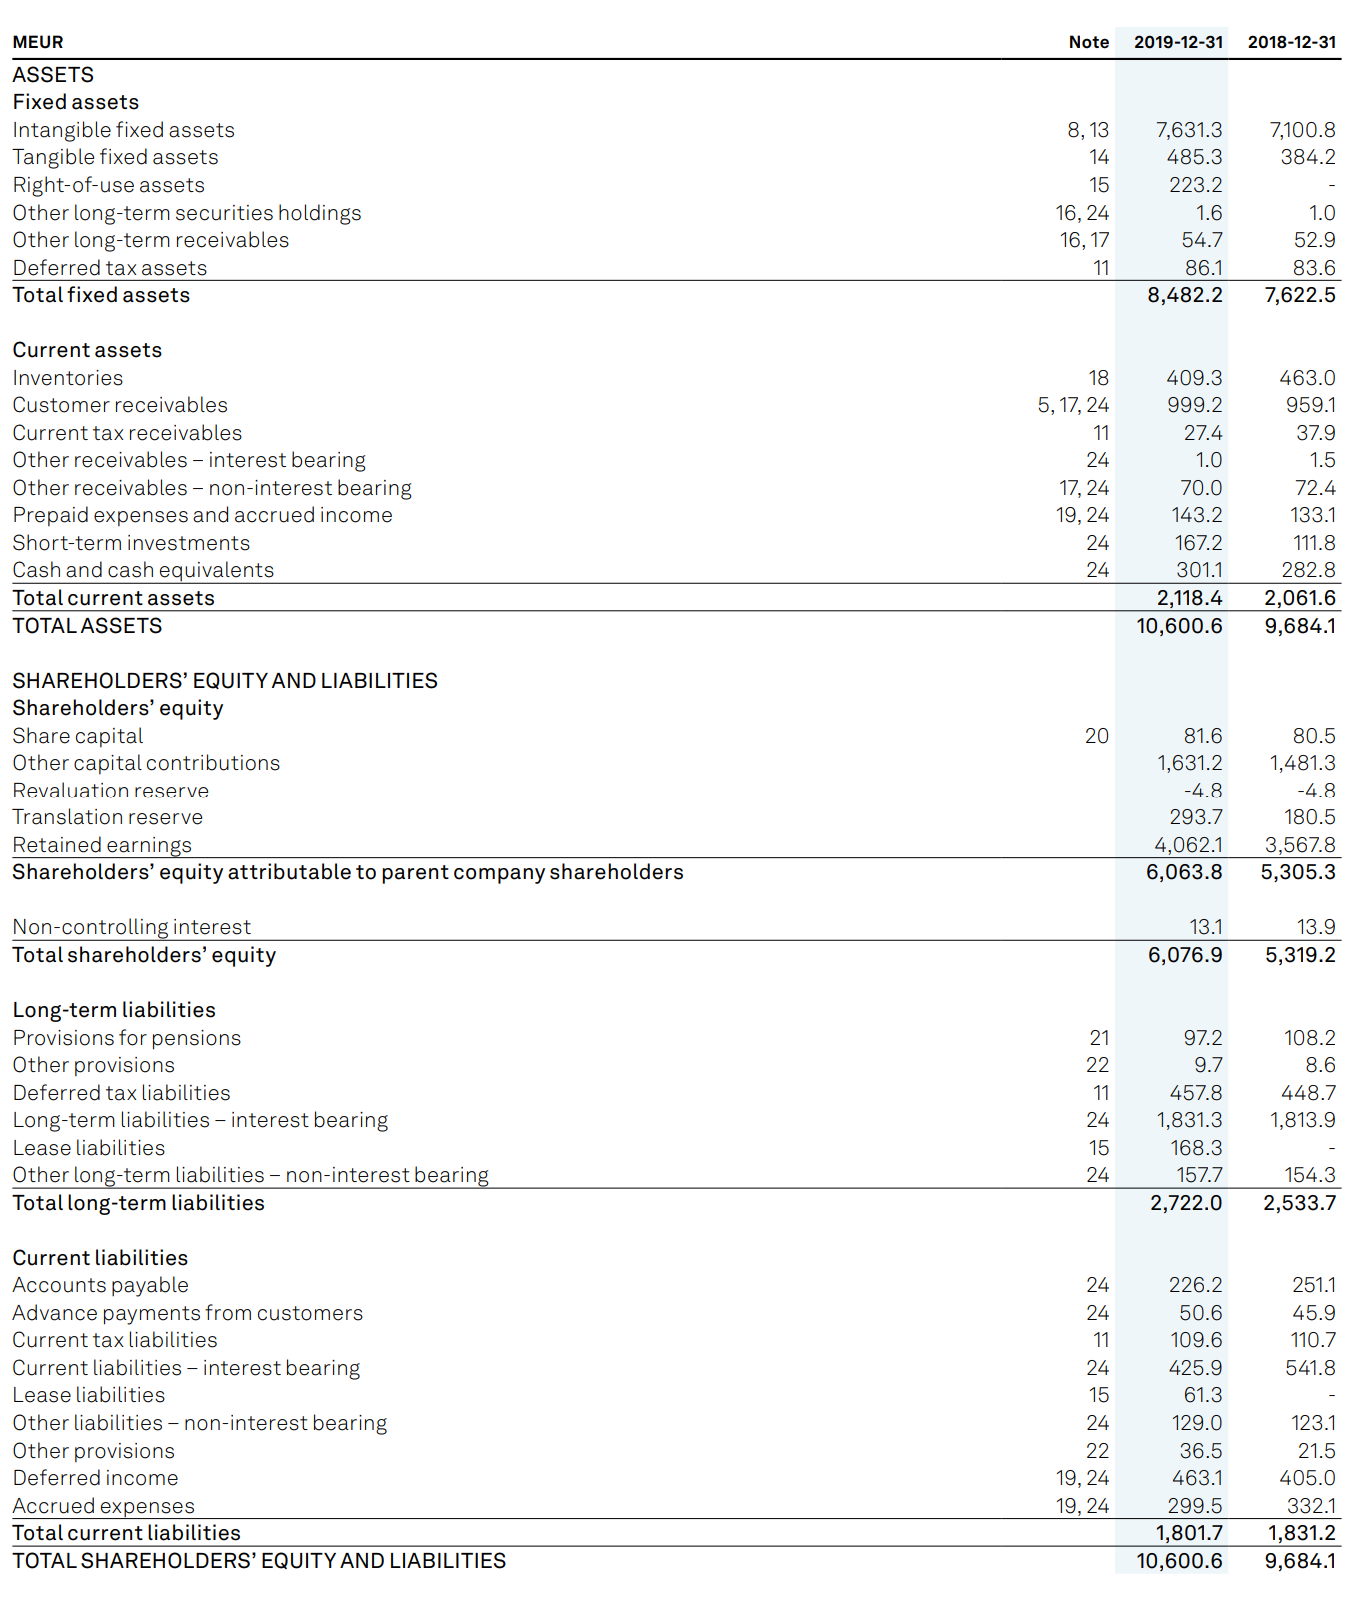 MEUR Note 2019-12-31 2018-12-31
ASSETS
Fixed assets
Intangible fixed assets 8, 13 7,631.3 7,100.8
Tangible fixed assets 14 485.3 384.2
Right-of-use assets 15 223.2 -
Other long-term securities holdings 16, 24 1.6 1.0
Other long-term receivables 16, 17 54.7 52.9
Deferred tax assets 11 86.1 83.6
Total fixed assets 8,482.2 7,622.5
Current assets
Inventories 18 409.3 463.0
Customer receivables 5, 17, 24 999.2 959.1
Current tax receivables 11 27.4 37.9
Other receivables – interest bearing 24 1.0 1.5
Other receivables – non-interest bearing 17, 24 70.0 72.4
Prepaid expenses and accrued income 19, 24 143.2 133.1
Short-term investments 24 167.2 111.8
Cash and cash equivalents 24 301.1 282.8
Total current assets 2,118.4 2,061.6
TOTAL ASSETS 10,600.6 9,684.1
SHAREHOLDERS’ EQUITY AND LIABILITIES
Shareholders’ equity
Share capital 20 81.6 80.5
Other capital contributions 1,631.2 1,481.3
Revaluation reserve -4.8 -4.8
Translation reserve 293.7 180.5
Retained earnings 4,062.1 3,567.8
Shareholders’ equity attributable to parent company shareholders 6,063.8 5,305.3
Non-controlling interest 13.1 13.9
Total shareholders’ equity 6,076.9 5,319.2
Long-term liabilities
Provisions for pensions 21 97.2 108.2
Other provisions 22 9.7 8.6
Deferred tax liabilities 11 457.8 448.7
Long-term liabilities – interest bearing 24 1,831.3 1,813.9
Lease liabilities 15 168.3 -
Other long-term liabilities – non-interest bearing 24 157.7 154.3
Total long-term liabilities 2,722.0 2,533.7
Current liabilities
Accounts payable 24 226.2 251.1
Advance payments from customers 24 50.6 45.9
Current tax liabilities 11 109.6 110.7
Current liabilities – interest bearing 24 425.9 541.8
Lease liabilities 15 61.3 -
Other liabilities – non-interest bearing 24 129.0 123.1
Other provisions 22 36.5 21.5
Deferred income 19, 24 463.1 405.0
Accrued expenses 19, 24 299.5 332.1
Total current liabilities 1,801.7 1,831.2
TOTAL SHAREHOLDERS’ EQUITY AND LIABILITIES 10,600.6 9,684.1